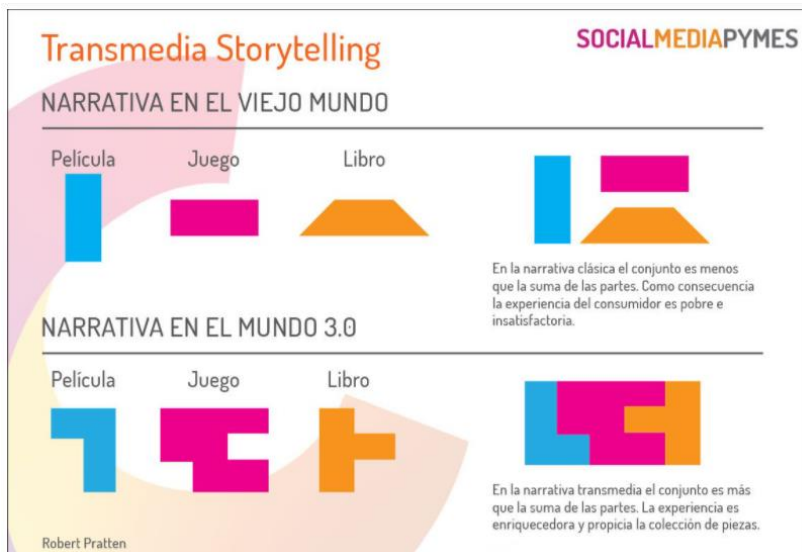 Transmedia Storytelling
SOCIALMEDIAPYMES
NARRATIVA EN EL VIEJO MUNDO
Película
Juego
Libro
En la narrativa clásica el conjunto es menos
que la suma de las partes. Como consecuencia
la experiencia del consumidor es pobre e
insatisfactoria.
NARRATIVA EN EL MUNDO 3.0
Película
Juego
Libro
En la narrativa transmedia el conjunto es más
que la suma de las partes. La experiencia es
enriquecedora y propicia la colección de piezas.
Robert Pratten